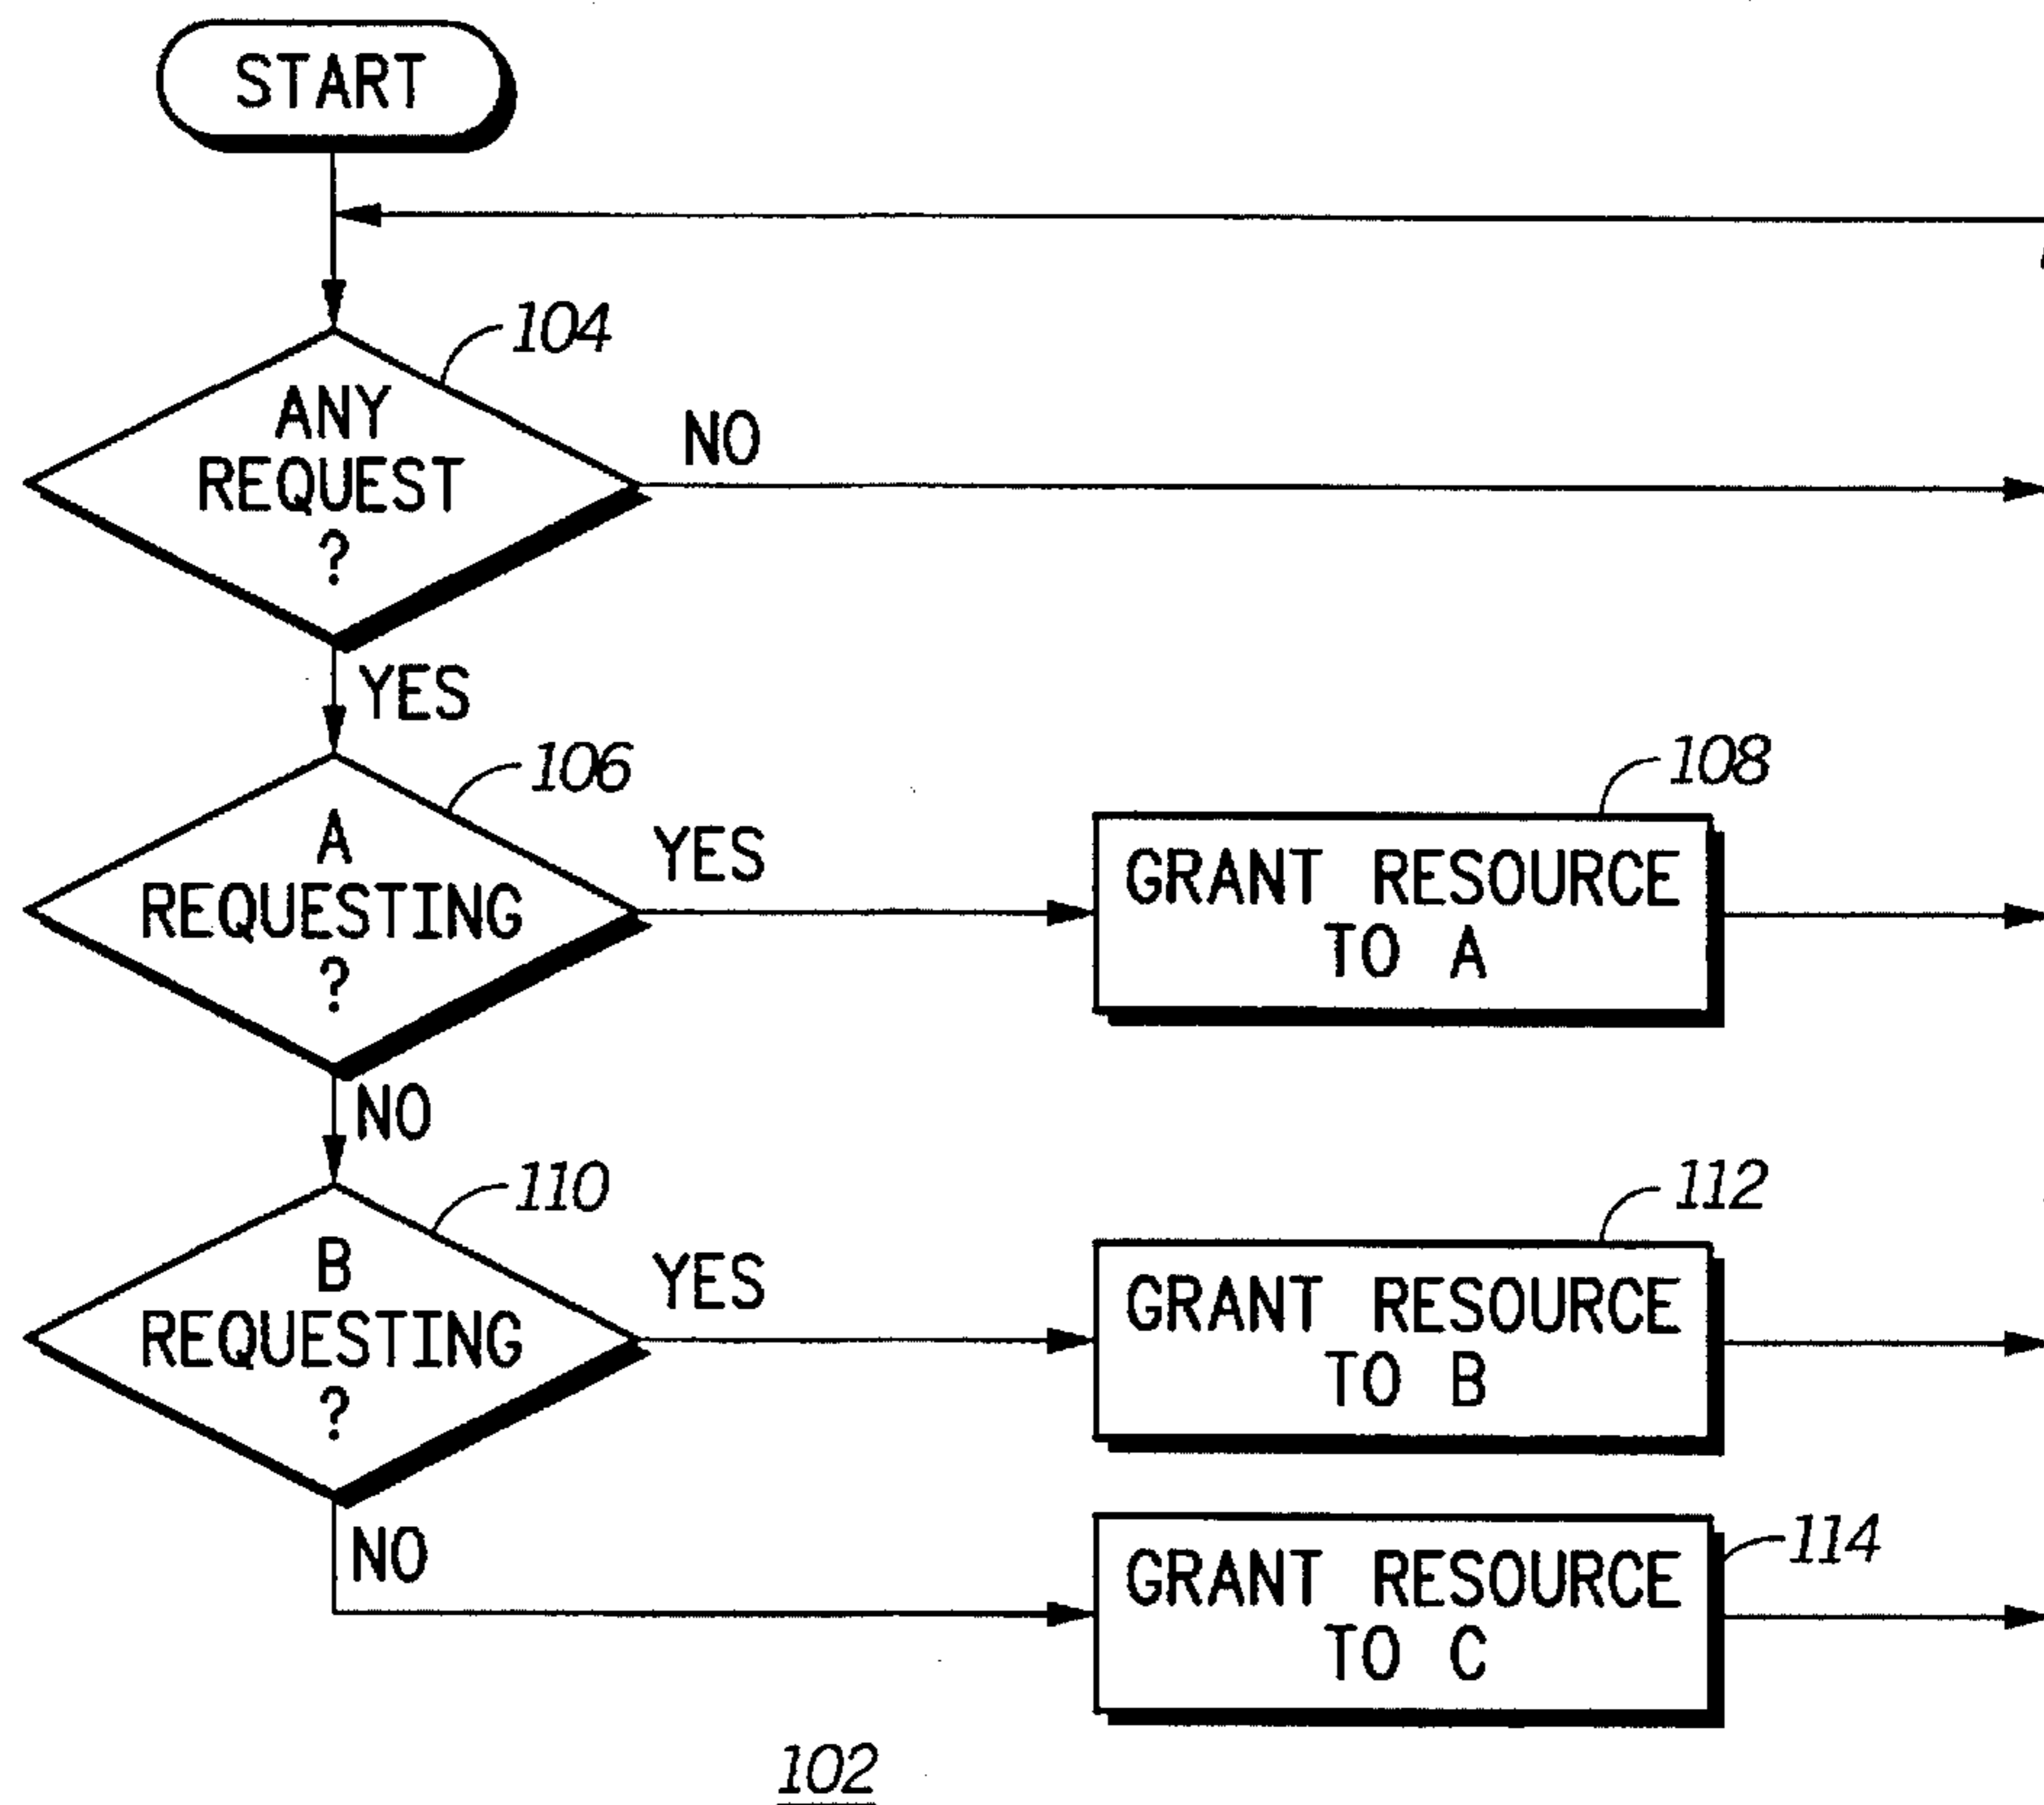 START
104
ANY
REQUEST
?
NO
YES
106
A
REQUESTING
?
YES
108
GRANT RESOURCE
TO A
NO
110
B
REQUESTING
?
YES
112
GRANT RESOURCE
TO B
NO
GRANT RESOURCE
TO C
114
102